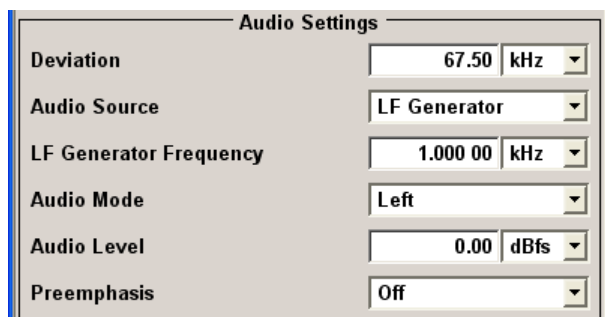 Audio Settings
Deviation 67.50 kHz
Audio Source LF Generator
LF Generator Frequency 1.000 00 kHz
Audio Mode Left
Audio Level 0.00 dBfs
Preemphasis Off